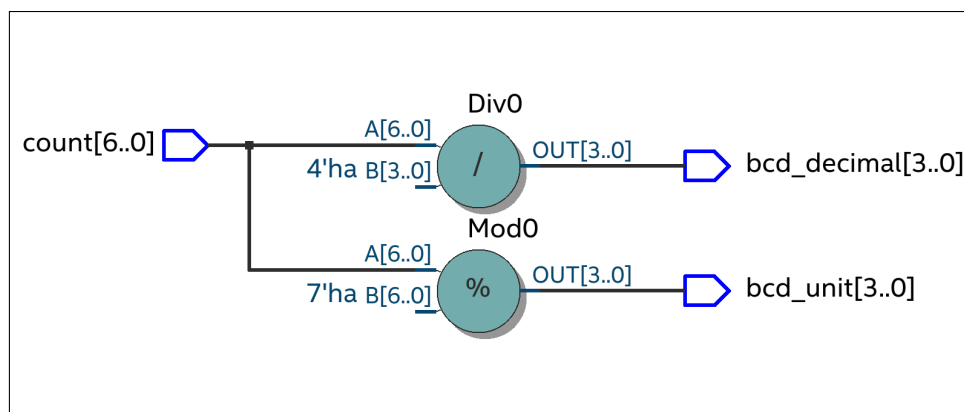 Div0
count[6..0]
A[6..0]
4'ha B[3..0]
/
OUT[3..0]
bcd_decimal[3..0]
Mod0
A[6..0]
7'ha B[6..0]
%
OUT[3..0]
bcd_unit[3..0]